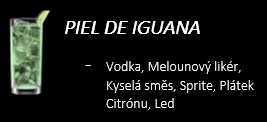 PIEL DE IGUANA
- Vodka, Melounový likér,
Kyselá směs, Sprite, Plátek
Citrónu, Led